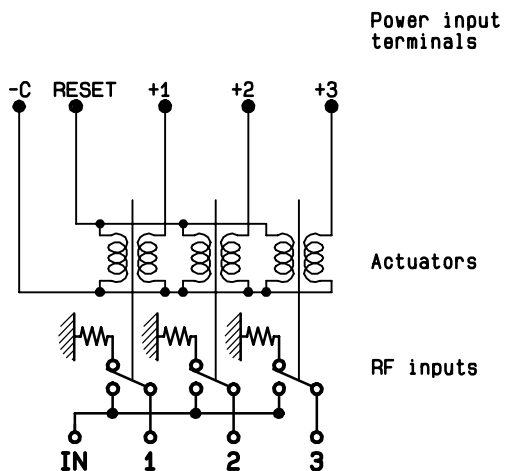 Power input
terminals
-C RESET +1 +2 +3
Actuators
RF inputs
IN 1 2 3